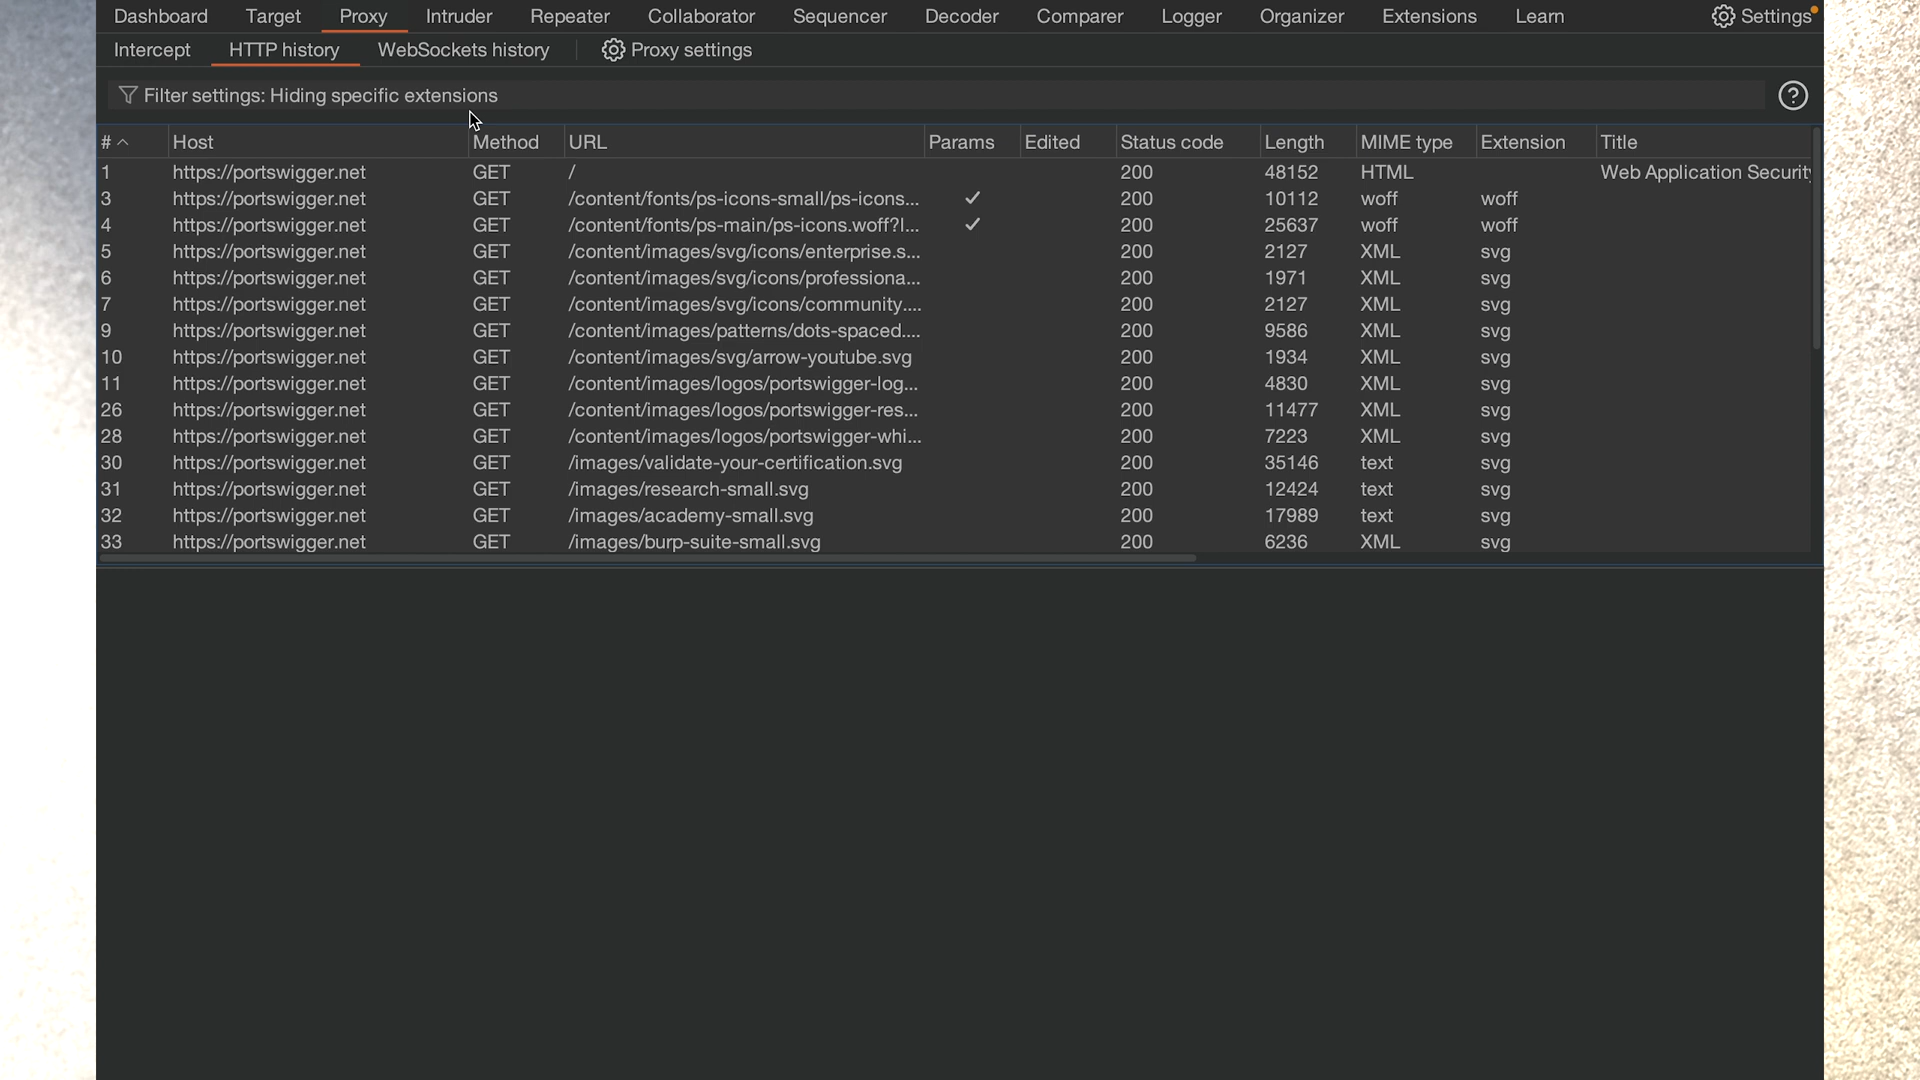 Dashboard Target Proxy Intruder Repeater Collaborator Sequencer Decoder Comparer Logger Organizer Extensions Learn Settings
Intercept HTTP history WebSockets history Proxy settings
Filter settings: Hiding specific extensions
# Host Method URL Params Edited Status code Length MIME type Extension Title
1 https://portswigger.net GET / 200 48152 HTML Web Application Security
3 https://portswigger.net GET /content/fonts/ps-icons-small/ps-icons... ✓ 200 10112 woff woff
4 https://portswigger.net GET /content/fonts/ps-main/ps-icons.woff?l... ✓ 200 25637 woff woff
5 https://portswigger.net GET /content/images/svg/icons/enterprise.s... 200 2127 XML svg
6 https://portswigger.net GET /content/images/svg/icons/professiona... 200 1971 XML svg
7 https://portswigger.net GET /content/images/svg/icons/community.... 200 2127 XML svg
9 https://portswigger.net GET /content/images/patterns/dots-spaced.... 200 9586 XML svg
10 https://portswigger.net GET /content/images/svg/arrow-youtube.svg 200 1934 XML svg
11 https://portswigger.net GET /content/images/logos/portswigger-log... 200 4830 XML svg
26 https://portswigger.net GET /content/images/logos/portswigger-res... 200 11477 XML svg
28 https://portswigger.net GET /content/images/logos/portswigger-whi... 200 7223 XML svg
30 https://portswigger.net GET /images/validate-your-certification.svg 200 35146 text svg
31 https://portswigger.net GET /images/research-small.svg 200 12424 text svg
32 https://portswigger.net GET /images/academy-small.svg 200 17989 text svg
33 https://portswigger.net GET /images/burp-suite-small.svg 200 6236 XML svg